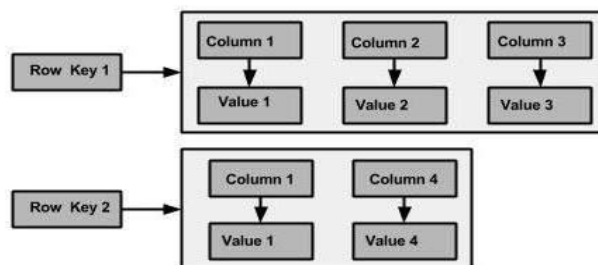 Column 1 Column 2 Column 3
Row Key 1
Value 1 Value 2 Value 3
Column 1 Column 4
Row Key 2
Value 1 Value 4